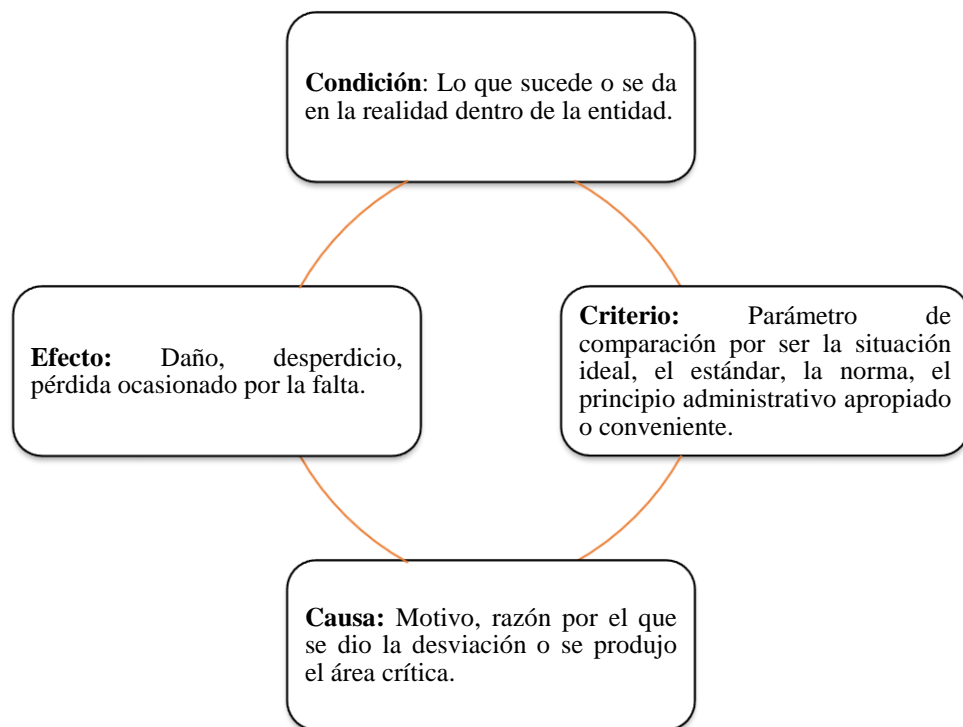 Condición: Lo que sucede o se da
en la realidad dentro de la entidad.
Efecto: Daño, desperdicio,
pérdida ocasionado por la falta.
Criterio: Parámetro de
comparación por ser la situación
ideal, el estándar, la norma, el
principio administrativo apropiado
o conveniente.
Causa: Motivo, razón por el que
se dio la desviación o se produjo
el área crítica.